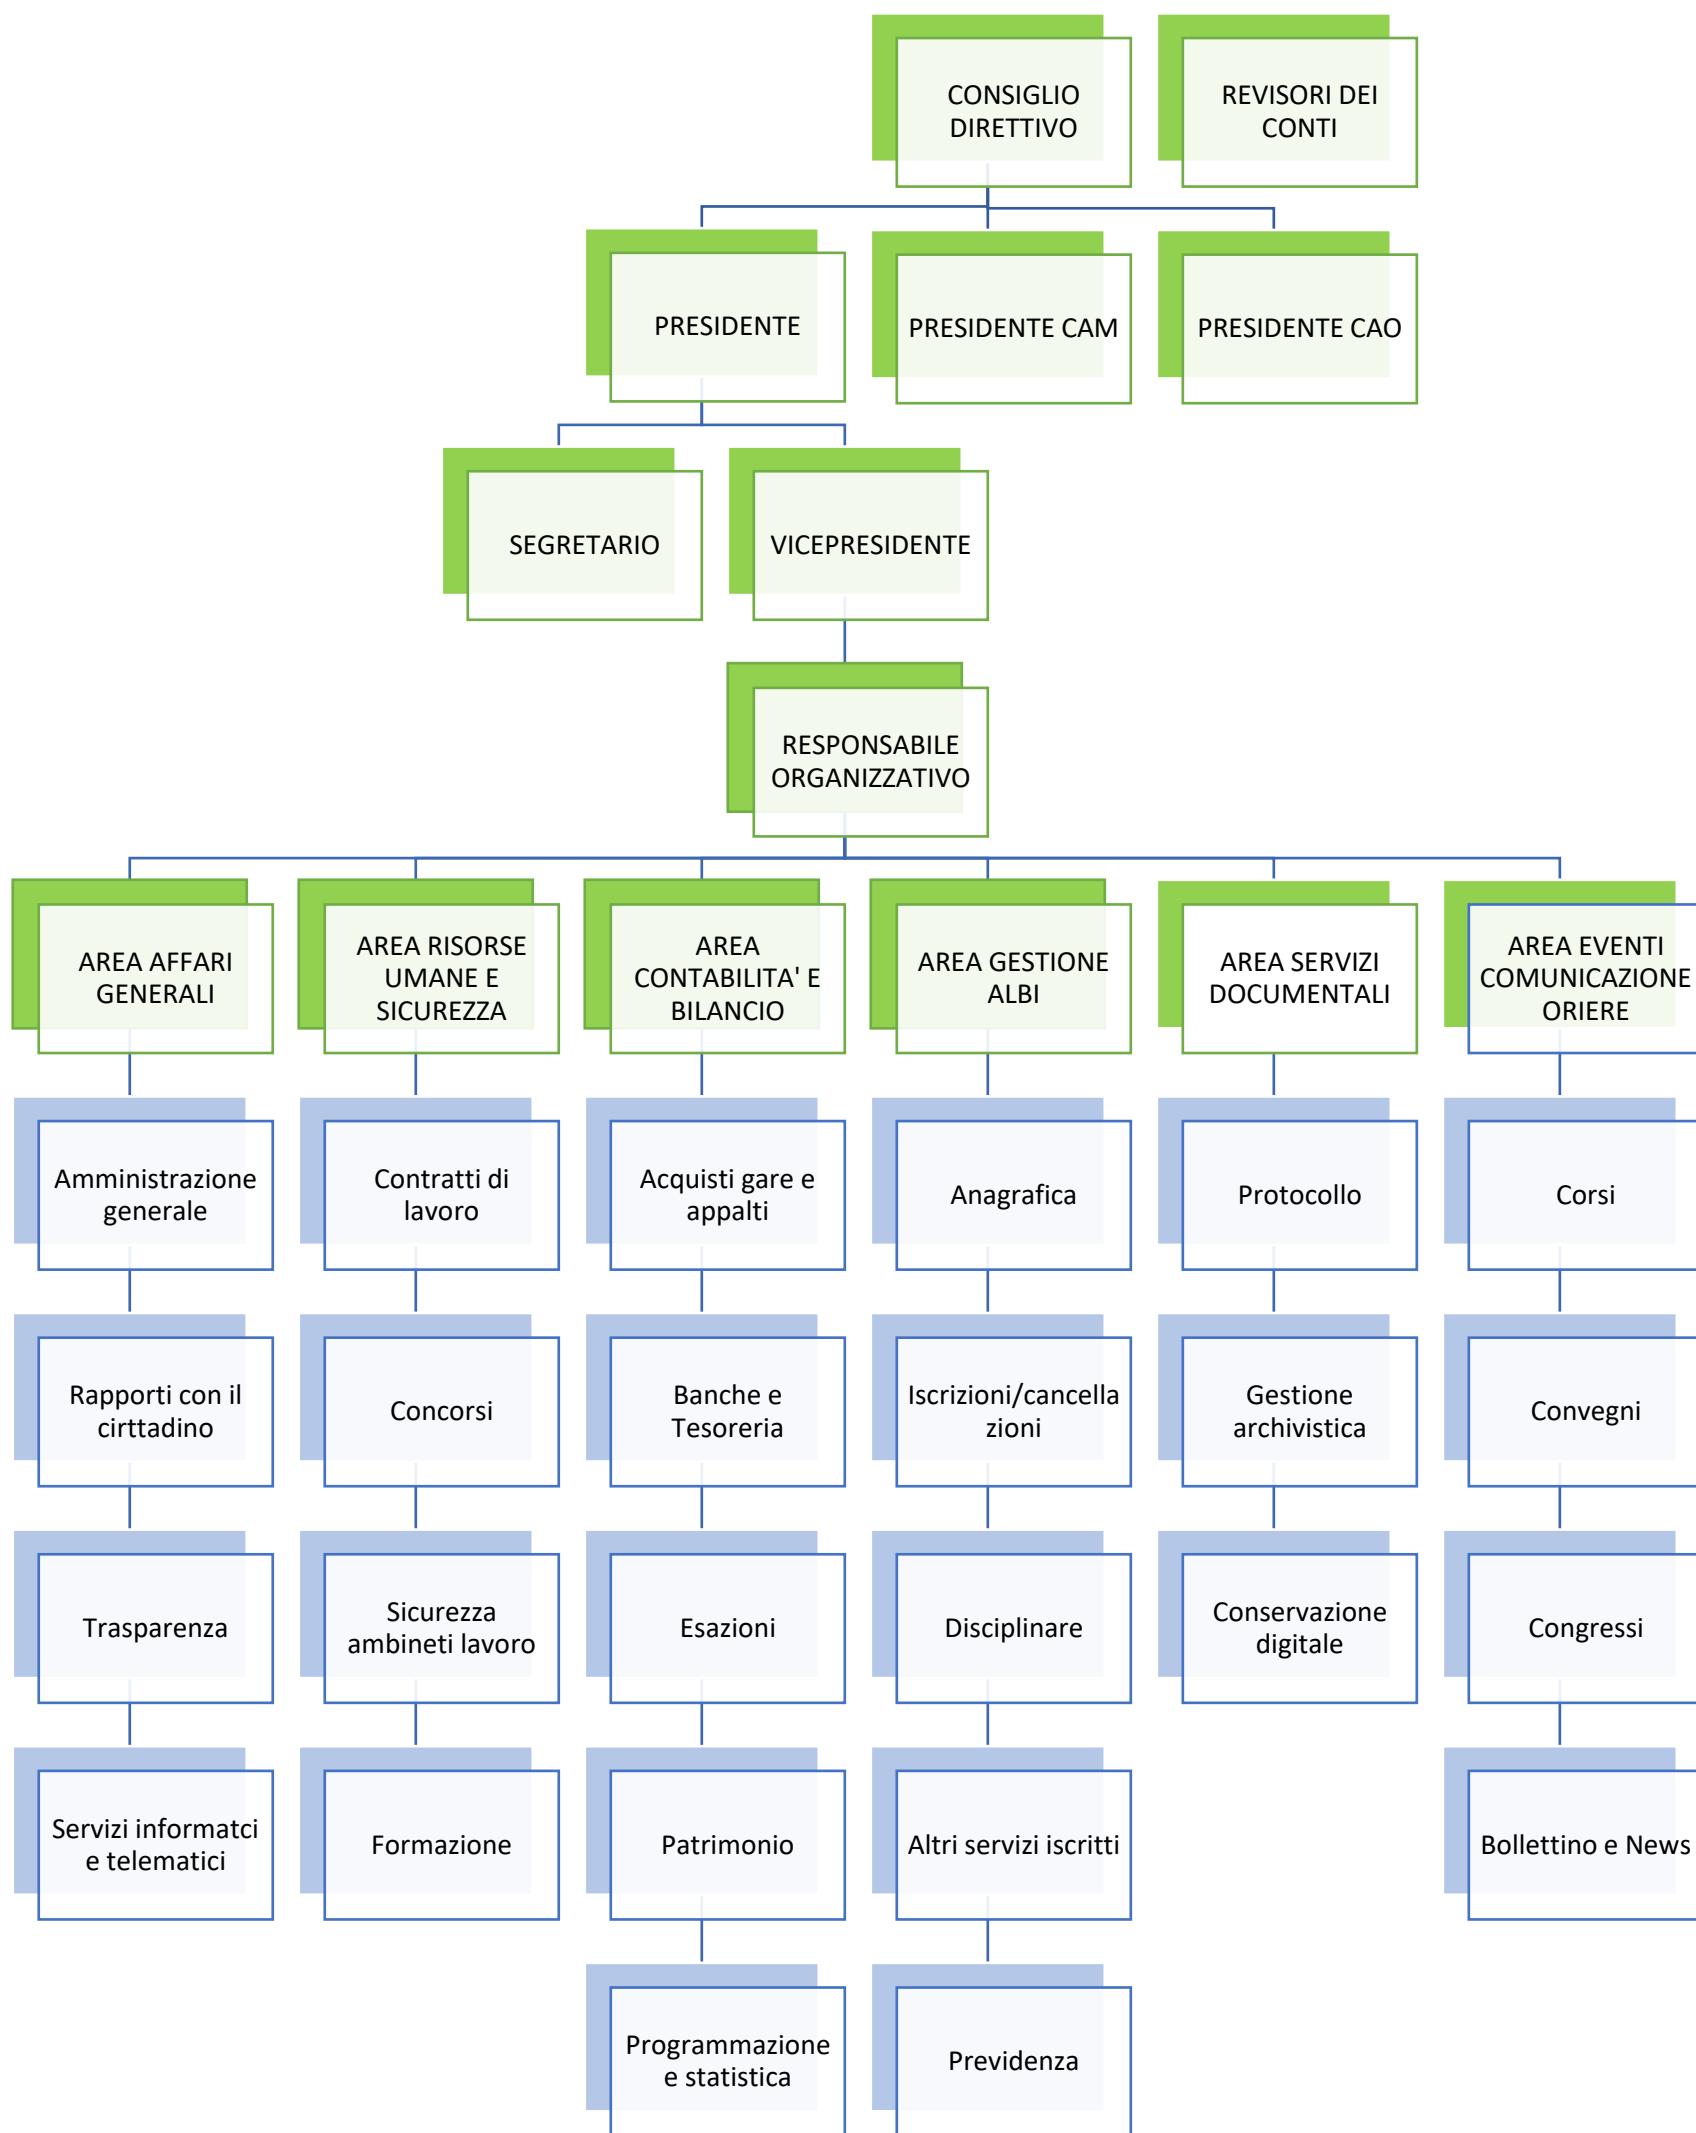 CONSIGLIO
DIRETTIVO
REVISORI DEI
CONTI
PRESIDENTE
PRESIDENTE CAM
PRESIDENTE CAO
SEGRETARIO
VICEPRESIDENTE
RESPONSABILE
ORGANIZZATIVO
AREA AFFARI
GENERALI
AREA RISORSE
UMANE E
SICUREZZA
AREA
CONTABILITA' E
BILANCIO
AREA GESTIONE
ALBI
AREA SERVIZI
DOCUMENTALI
AREA EVENTI
COMUNICAZIONE
ORIERE
Amministrazione
generale
Contratti di
lavoro
Acquisti gare e
appalti
Anagrafica
Protocollo
Corsi
Rapporti con il
cirttadino
Concorsi
Banche e
Tesoreria
Iscrizioni/cancella
zioni
Gestione
archivistica
Convegni
Trasparenza
Sicurezza
ambineti lavoro
Esazioni
Disciplinare
Conservazione
digitale
Congressi
Servizi informatci
e telematici
Formazione
Patrimonio
Altri servizi iscritti
Bollettino e News
Programmazione
e statistica
Previdenza